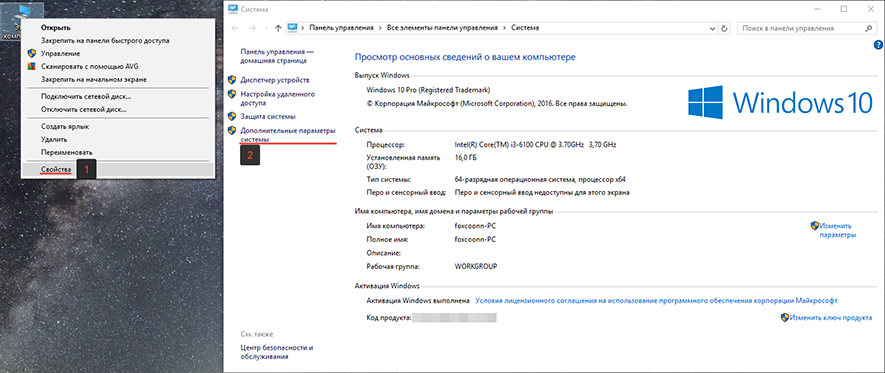 Открыть
Закрепить на панели быстрого доступа
Управление
Сканировать с помощью AVG
Закрепить на начальном экране
Подключить сетевой диск...
Отключить сетевой диск...
Создать ярлык
Удалить
Переименовать
Свойства
1
Система
Панель управления
Все элементы панели управления
Система
Поиск в панели управления
Панель управления —
домашняя страница
Диспетчер устройств
Настройка удаленного
доступа
Защита системы
Дополнительные параметры
системы
2
Просмотр основных сведений о вашем компьютере
Выпуск Windows
Windows 10 Pro (Registered Trademark)
© Корпорация Майкрософт (Microsoft Corporation), 2016. Все права защищены.
Windows 10
Система
Процессор: Intel(R) Core(TM) i3-6100 CPU @ 3.70GHz 3,70 GHz
Установленная память 16,0 ГБ
(ОЗУ):
Тип системы: 64-разрядная операционная система, процессор x64
Перо и сенсорный ввод: Перо и сенсорный ввод недоступны для этого экрана
Имя компьютера, имя домена и параметры рабочей группы
Имя компьютера: foxcoonn-PC
Изменить
параметры
Полное имя: foxcoonn-PC
Описание:
Рабочая группа: WORKGROUP
Активация Windows
Активация Windows выполнена Условия лицензионного соглашения на использование программного обеспечения корпорации Майкрософт
Код продукта:
Изменить ключ продукта
См. также
Центр безопасности и
обслуживания